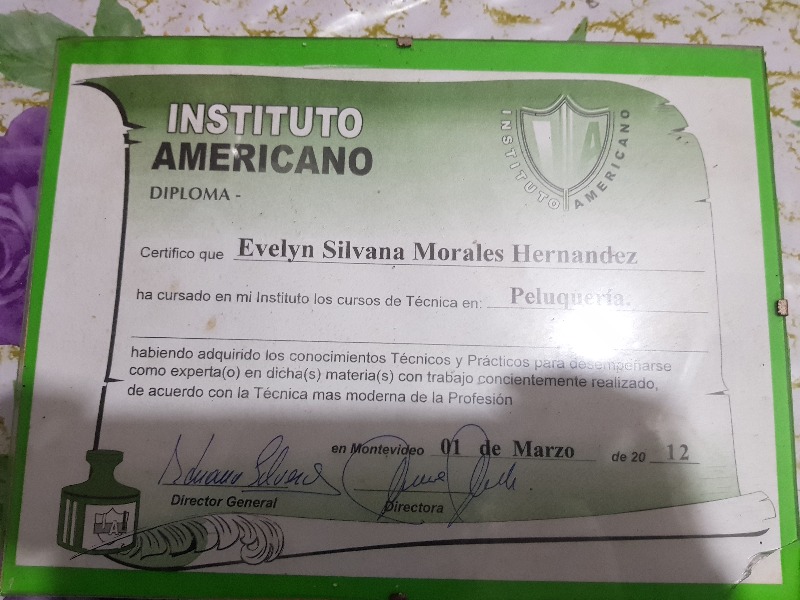 INSTITUTO
AMERICANO
DIPLOMA -
INSTITUTO AMERICANO
Certifico que Evelyn Silvana Morales Hernandez
ha cursado en mi Instituto los cursos de Técnica en: Peluquería.
habiendo adquirido los conocimientos Técnicos y Prácticos para desempeñarse
como experta(o) en dicha(s) materia(s) con trabajo concientemente realizado,
de acuerdo con la Técnica mas moderna de la Profesión
en Montevideo 01 de Marzo de 20 12
Director General
Directora